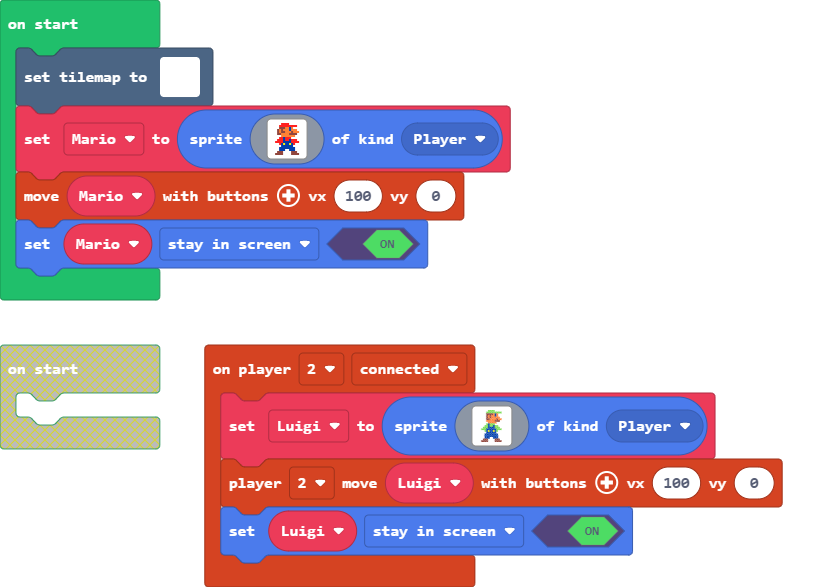 on start
set tilemap to
set Mario to sprite of kind Player
move Mario with buttons vx 100 vy 0
set Mario stay in screen ON
on start
on player 2 connected
set Luigi to sprite of kind Player
player 2 move Luigi with buttons vx 100 vy 0
set Luigi stay in screen ON